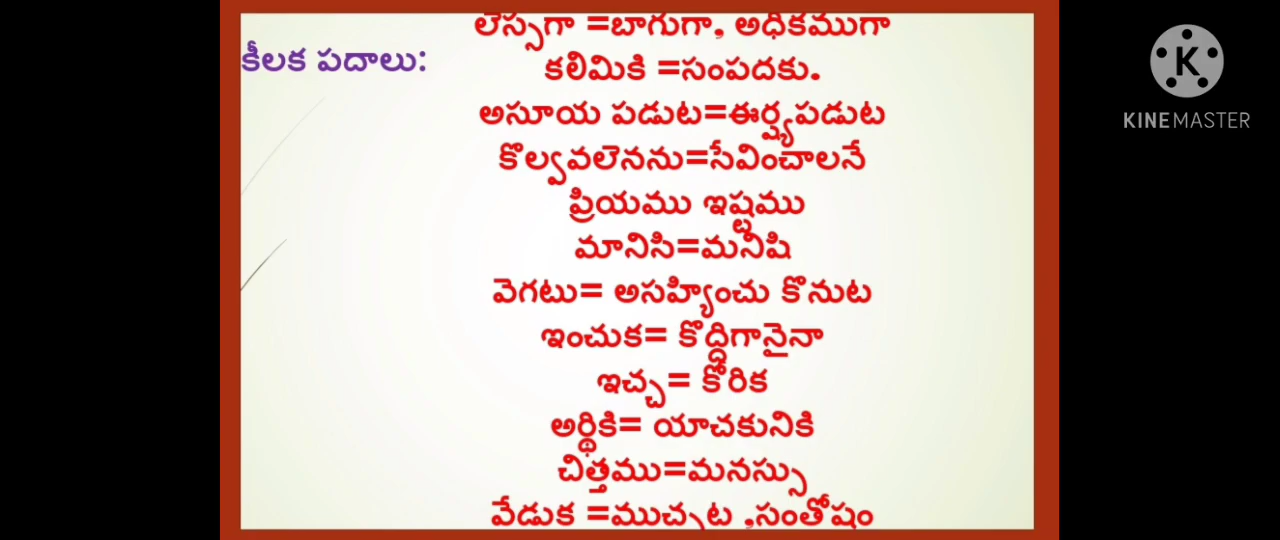 లెస్సగా =బాగుగా, అధికముగా
కీలక పదాలు:
కలిమికి =సంపదకు.
అసూయ పడుట=ఈర్ష్యపడుట
కొల్వవలెనను=సేవించాలనే
ప్రియము ఇష్టము
మానిసి=మనిషి
వెగటు= అసహ్యించు కొనుట
ఇంచుక= కొద్ధిగానైనా
ఇచ్చ= కోరిక
అర్థికి= యాచకునికి
చిత్తము=మనస్సు
వేడుక =ముచ్చట ,సంతోషం
K
KINEMASTER